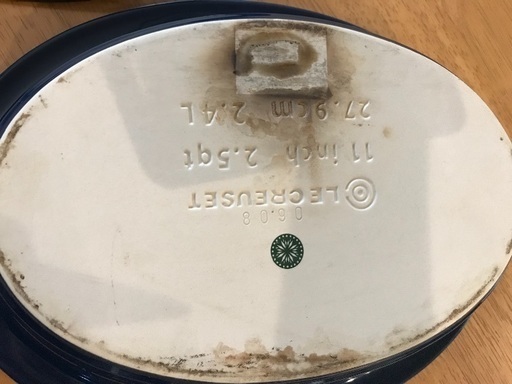 06.08
LE CREUSET
11 inch 2.5qt
27.9cm 2.4L